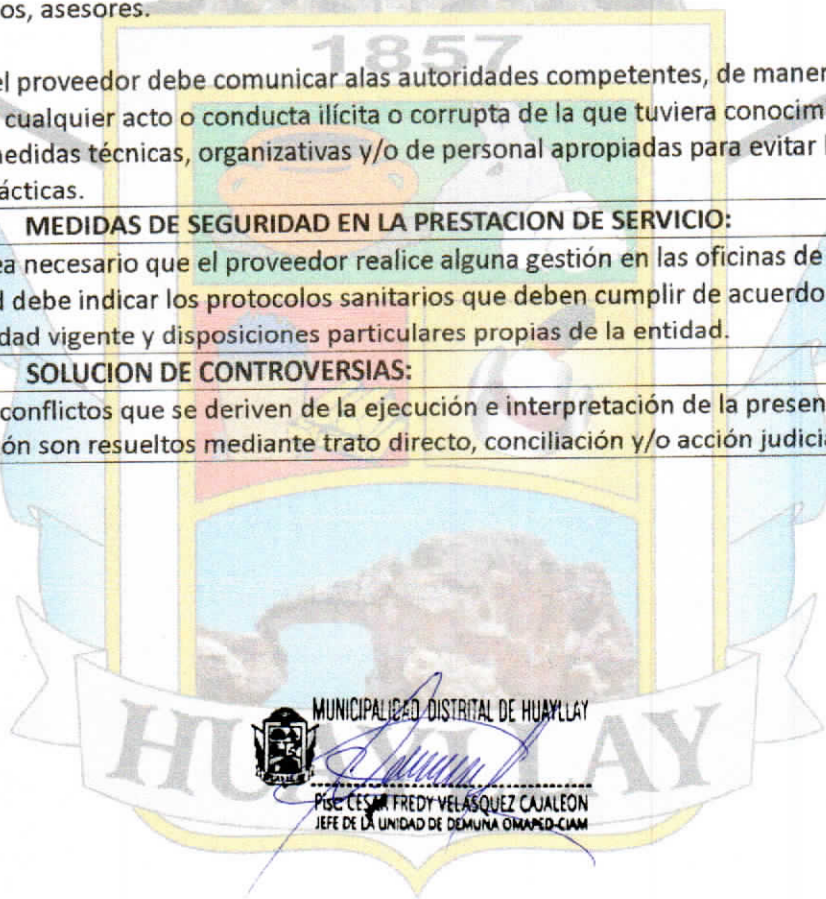 os, asesores.
1857
el proveedor debe comunicar alas autoridades competentes, de maner
cualquier acto o conducta ilícita o corrupta de la que tuviera conocim
medidas técnicas, organizativas y/o de personal apropiadas para evitar
ácticas.
MEDIDAS DE SEGURIDAD EN LA PRESTACION DE SERVICIO:
ea necesario que el proveedor realice alguna gestión en las oficinas de
d debe indicar los protocolos sanitarios que deben cumplir de acuerdo
dad vigente y disposiciones particulares propias de la entidad.
SOLUCION DE CONTROVERSIAS:
conflictos que se deriven de la ejecución e interpretación de la presen
ón son resueltos mediante trato directo, conciliación y/o acción judicia
HUAYLLAY
MUNICIPALIDAD DISTRITAL DE HUAYLLAY
Psic. CESAR FREDY VELASQUEZ CAJALEON
JEFE DE LA UNIDAD DE DEMUNA OMAPED-CIAM